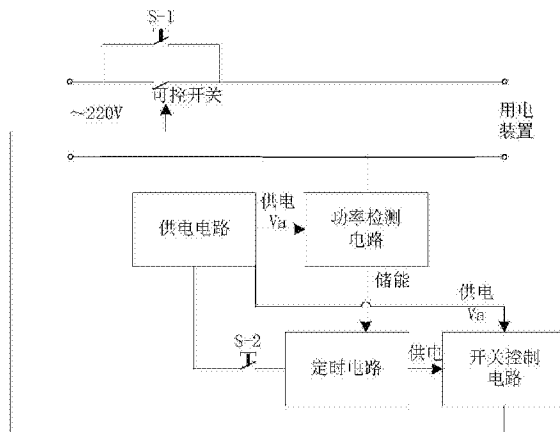 S-1
可控开关
~220V
用电
装置
供电电路
供电
Va
功率检测
电路
储能
供电
Va
S-2
定时电路
供电
开关控制
电路